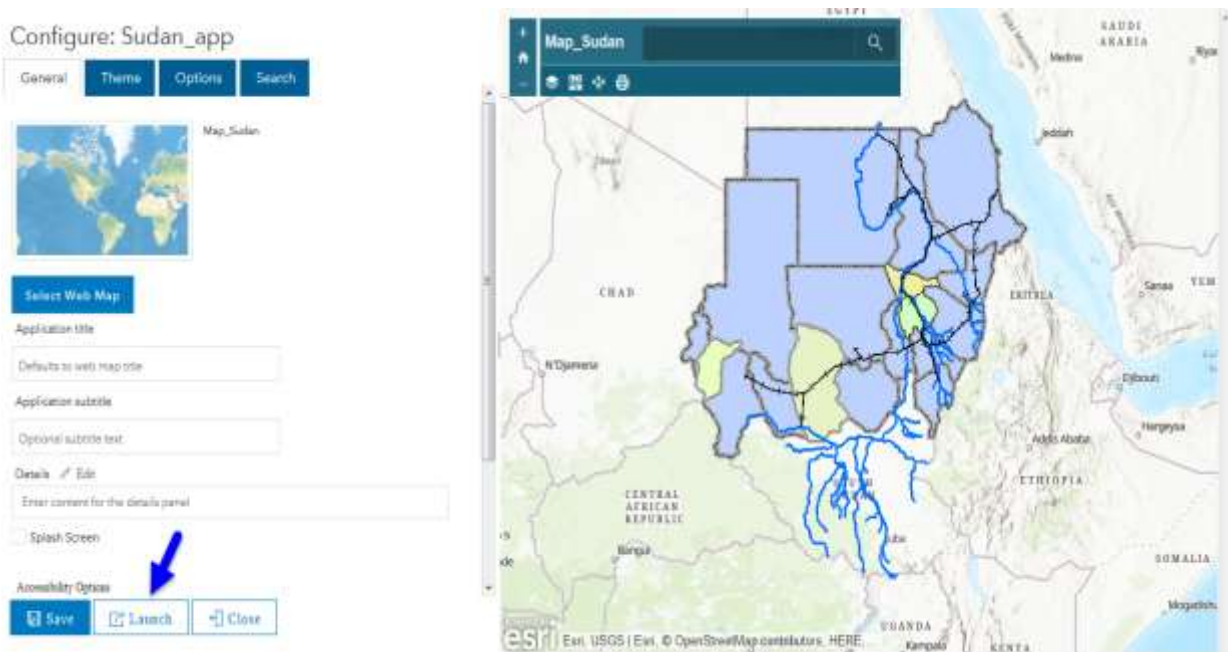 Configure: Sudan_app
General
Theme
Options
Search
Map_Sudan
Select Web Map
Application title
Defaults to web map title
Application subtitle
Optional subtitle text
Details
Edit
Enter content for the details panel
Splash Screen
Accessibility Options
Save
Launch
Close
+
Map_Sudan
−
EGYPT
SAUDI
ARABIA
Medina
Jeddah
CHAD
N'Djamena
ERITREA
Sanaa
YEM
Djibouti
Hargeysa
Addis Ababa
ETHIOPIA
CENTRAL
AFRICAN
REPUBLIC
Bangui
SOMALIA
Mogadishu
UGANDA
Kampala
KENYA
esri
Esri, USGS | Esri, © OpenStreetMap contributors, HERE,